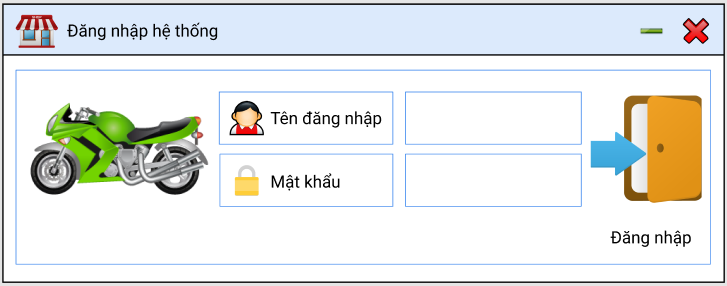 Đăng nhập hệ thống
Tên đăng nhập
Mật khẩu
Đăng nhập